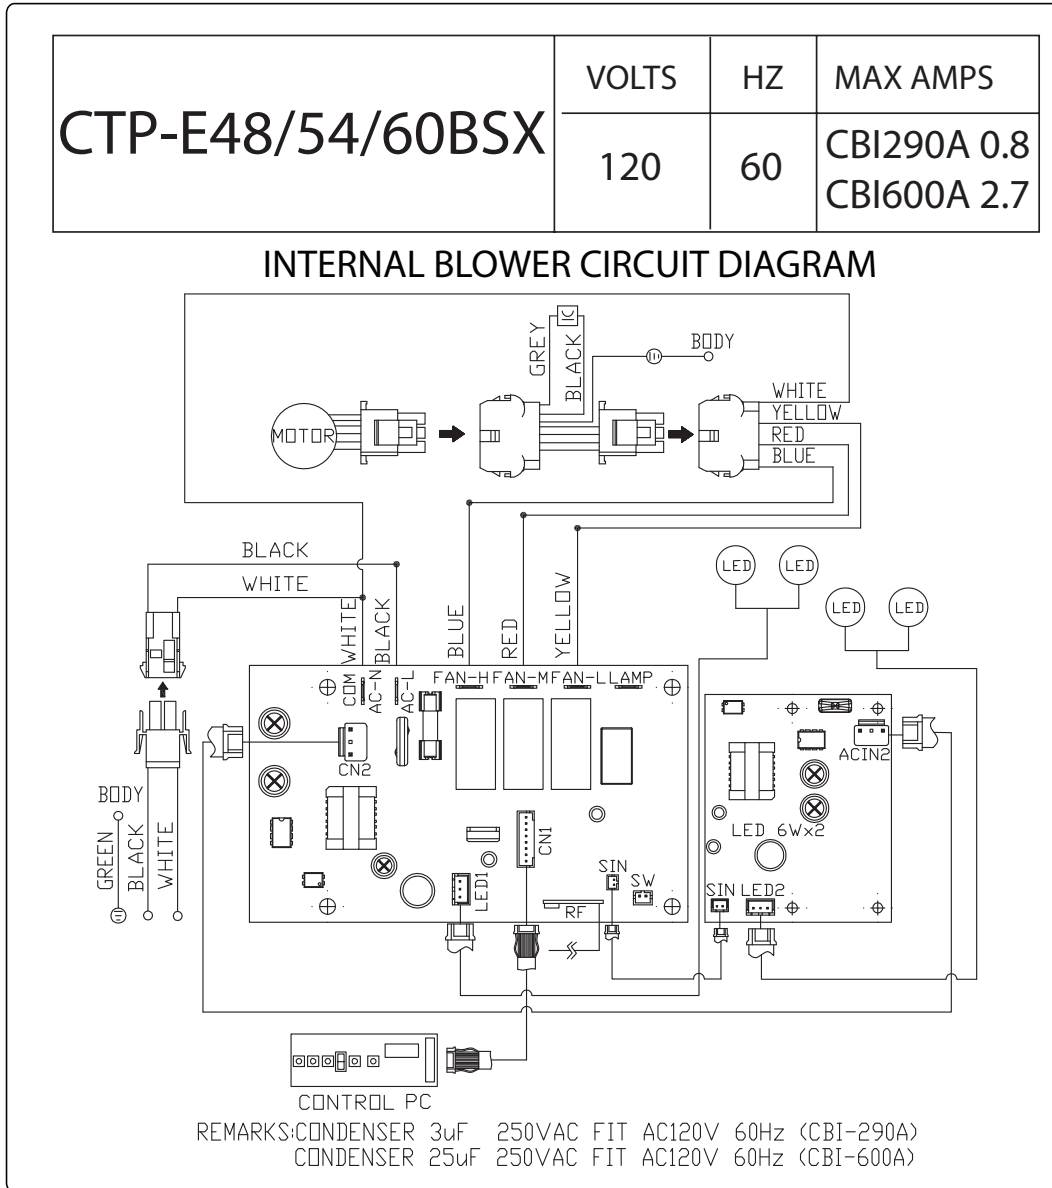 CTP-E48/54/60BSX
VOLTS HZ MAX AMPS
120 60 CBI290A 0.8
CBI600A 2.7
INTERNAL BLOWER CIRCUIT DIAGRAM
GREY
BLACK
BODY
MOTOR
WHITE
YELLOW
RED
BLUE
BLACK
WHITE
WHITE
BLACK
BLUE
RED
YELLOW
LED LED
LED LED
COM
AC-N
AC-L
FAN-H FAN-M FAN-L LAMP
CN2
ACIN2
BODY
GREEN
BLACK
WHITE
CN1
LED 6Wx2
LED1
SIN
SW
RF
SIN LED2
CONTROL PC
REMARKS:CONDENSER 3uF 250VAC FIT AC120V 60Hz (CBI-290A)
CONDENSER 25uF 250VAC FIT AC120V 60Hz (CBI-600A)